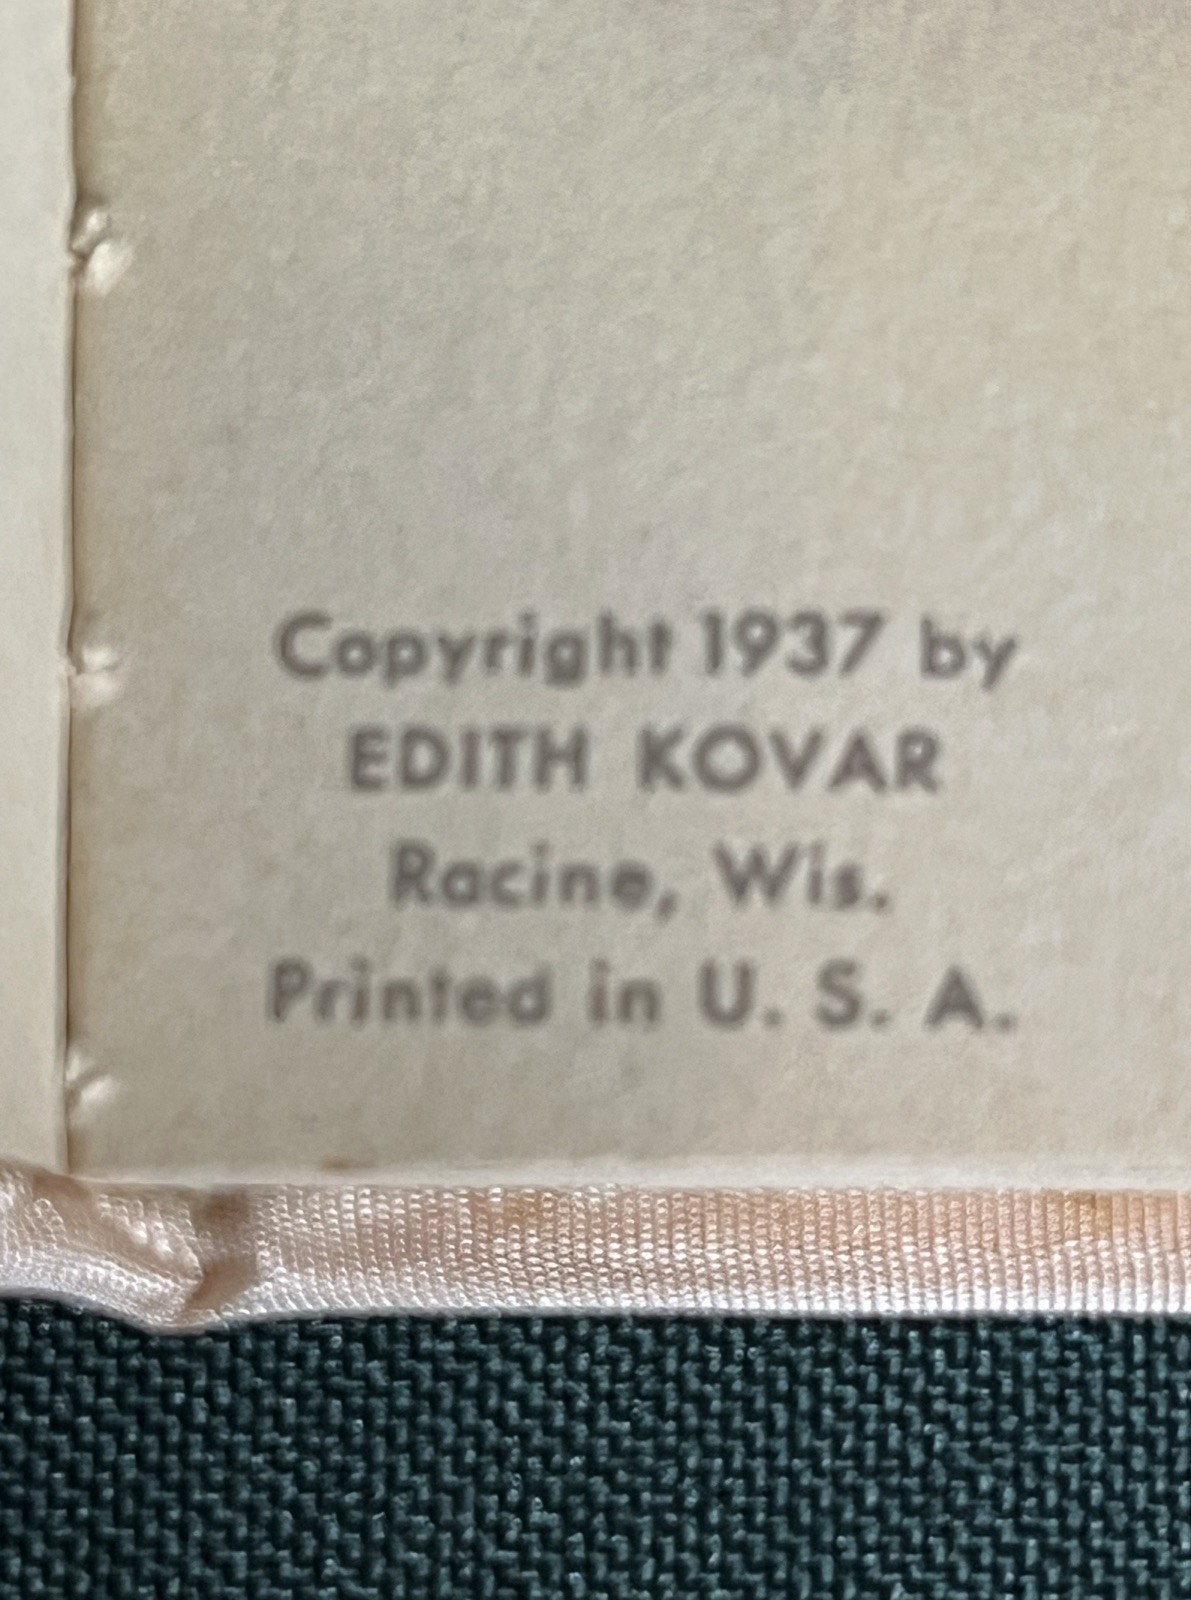 Copyright 1937 by
EDITH KOVAR
Racine, Wis.
Printed in U. S. A.